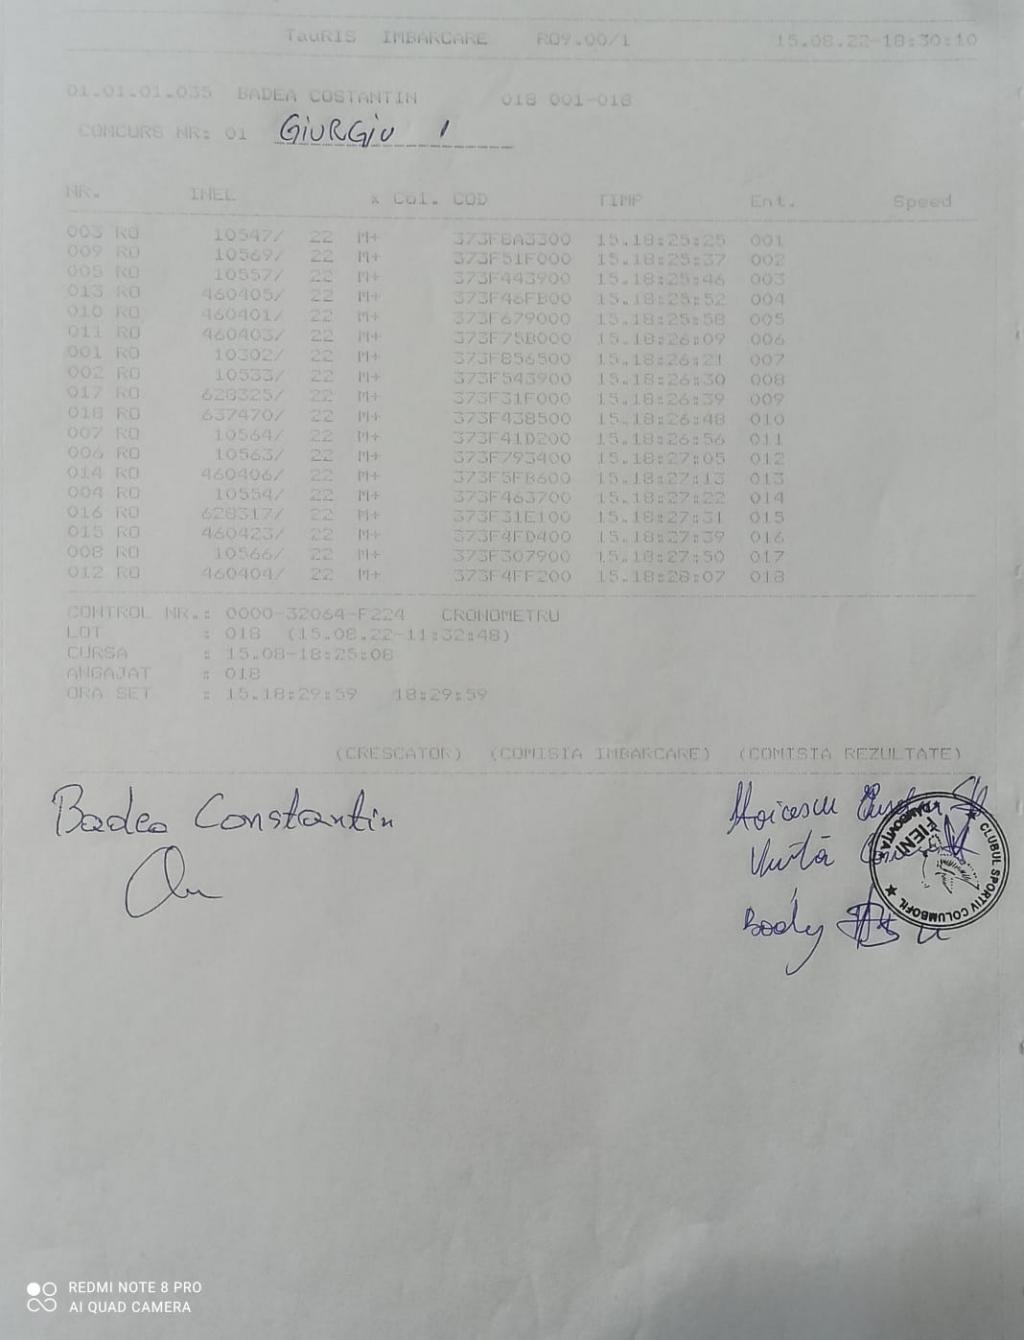 TauRIS IMBARCARE RO9.00/1 15.08.22-18:30:10
01.01.01.035 BADEA COSTANTIN 018 001-018
CONCURS NR: 01 GIURGIU I
NR. INEL x Col. COD TIMP Ent. Speed
003 RO 10547/ 22 M+ 373F8A3300 15.18:25:25 001
009 RO 10569/ 22 M+ 373F51F000 15.18:25:37 002
005 RO 10557/ 22 M+ 373F443900 15.18:25:46 003
013 RO 460405/ 22 M+ 373F46FB00 15.18:25:52 004
010 RO 460401/ 22 M+ 373F679000 15.18:25:58 005
011 RO 460403/ 22 M+ 373F75B000 15.18:26:09 006
001 RO 10302/ 22 M+ 373F856500 15.18:26:21 007
002 RO 10533/ 22 M+ 373F543900 15.18:26:30 008
017 RO 628325/ 22 M+ 373F31F000 15.18:26:39 009
018 RO 637470/ 22 M+ 373F438500 15.18:26:48 010
007 RO 10564/ 22 M+ 373F41D200 15.18:26:56 011
006 RO 10563/ 22 M+ 373F793400 15.18:27:05 012
014 RO 460406/ 22 M+ 373F5FB600 15.18:27:13 013
004 RO 10554/ 22 M+ 373F463700 15.18:27:22 014
016 RO 628317/ 22 M+ 373F31E100 15.18:27:31 015
015 RO 460423/ 22 M+ 373F4FD400 15.18:27:39 016
008 RO 10566/ 22 M+ 373F307900 15.18:27:50 017
012 RO 460404/ 22 M+ 373F4FF200 15.18:28:07 018
CONTROL NR.: 0000-32064-F224 CRONOMETRU
LOT : 018 (15.08.22-11:32:48)
CURSA : 15.08-18:25:08
ANGAJAT : 018
ORA SET : 15.18:29:59 18:29:59
(CRESCATOR) (COMISIA IMBARCARE) (COMISIA REZULTATE)
Badea Constantin
Stoicescu
Vintă
Body
CLUBUL SPORTIV COLUMBOFIL
FIENI
DAMBOVITA
REDMI NOTE 8 PRO
AI QUAD CAMERA